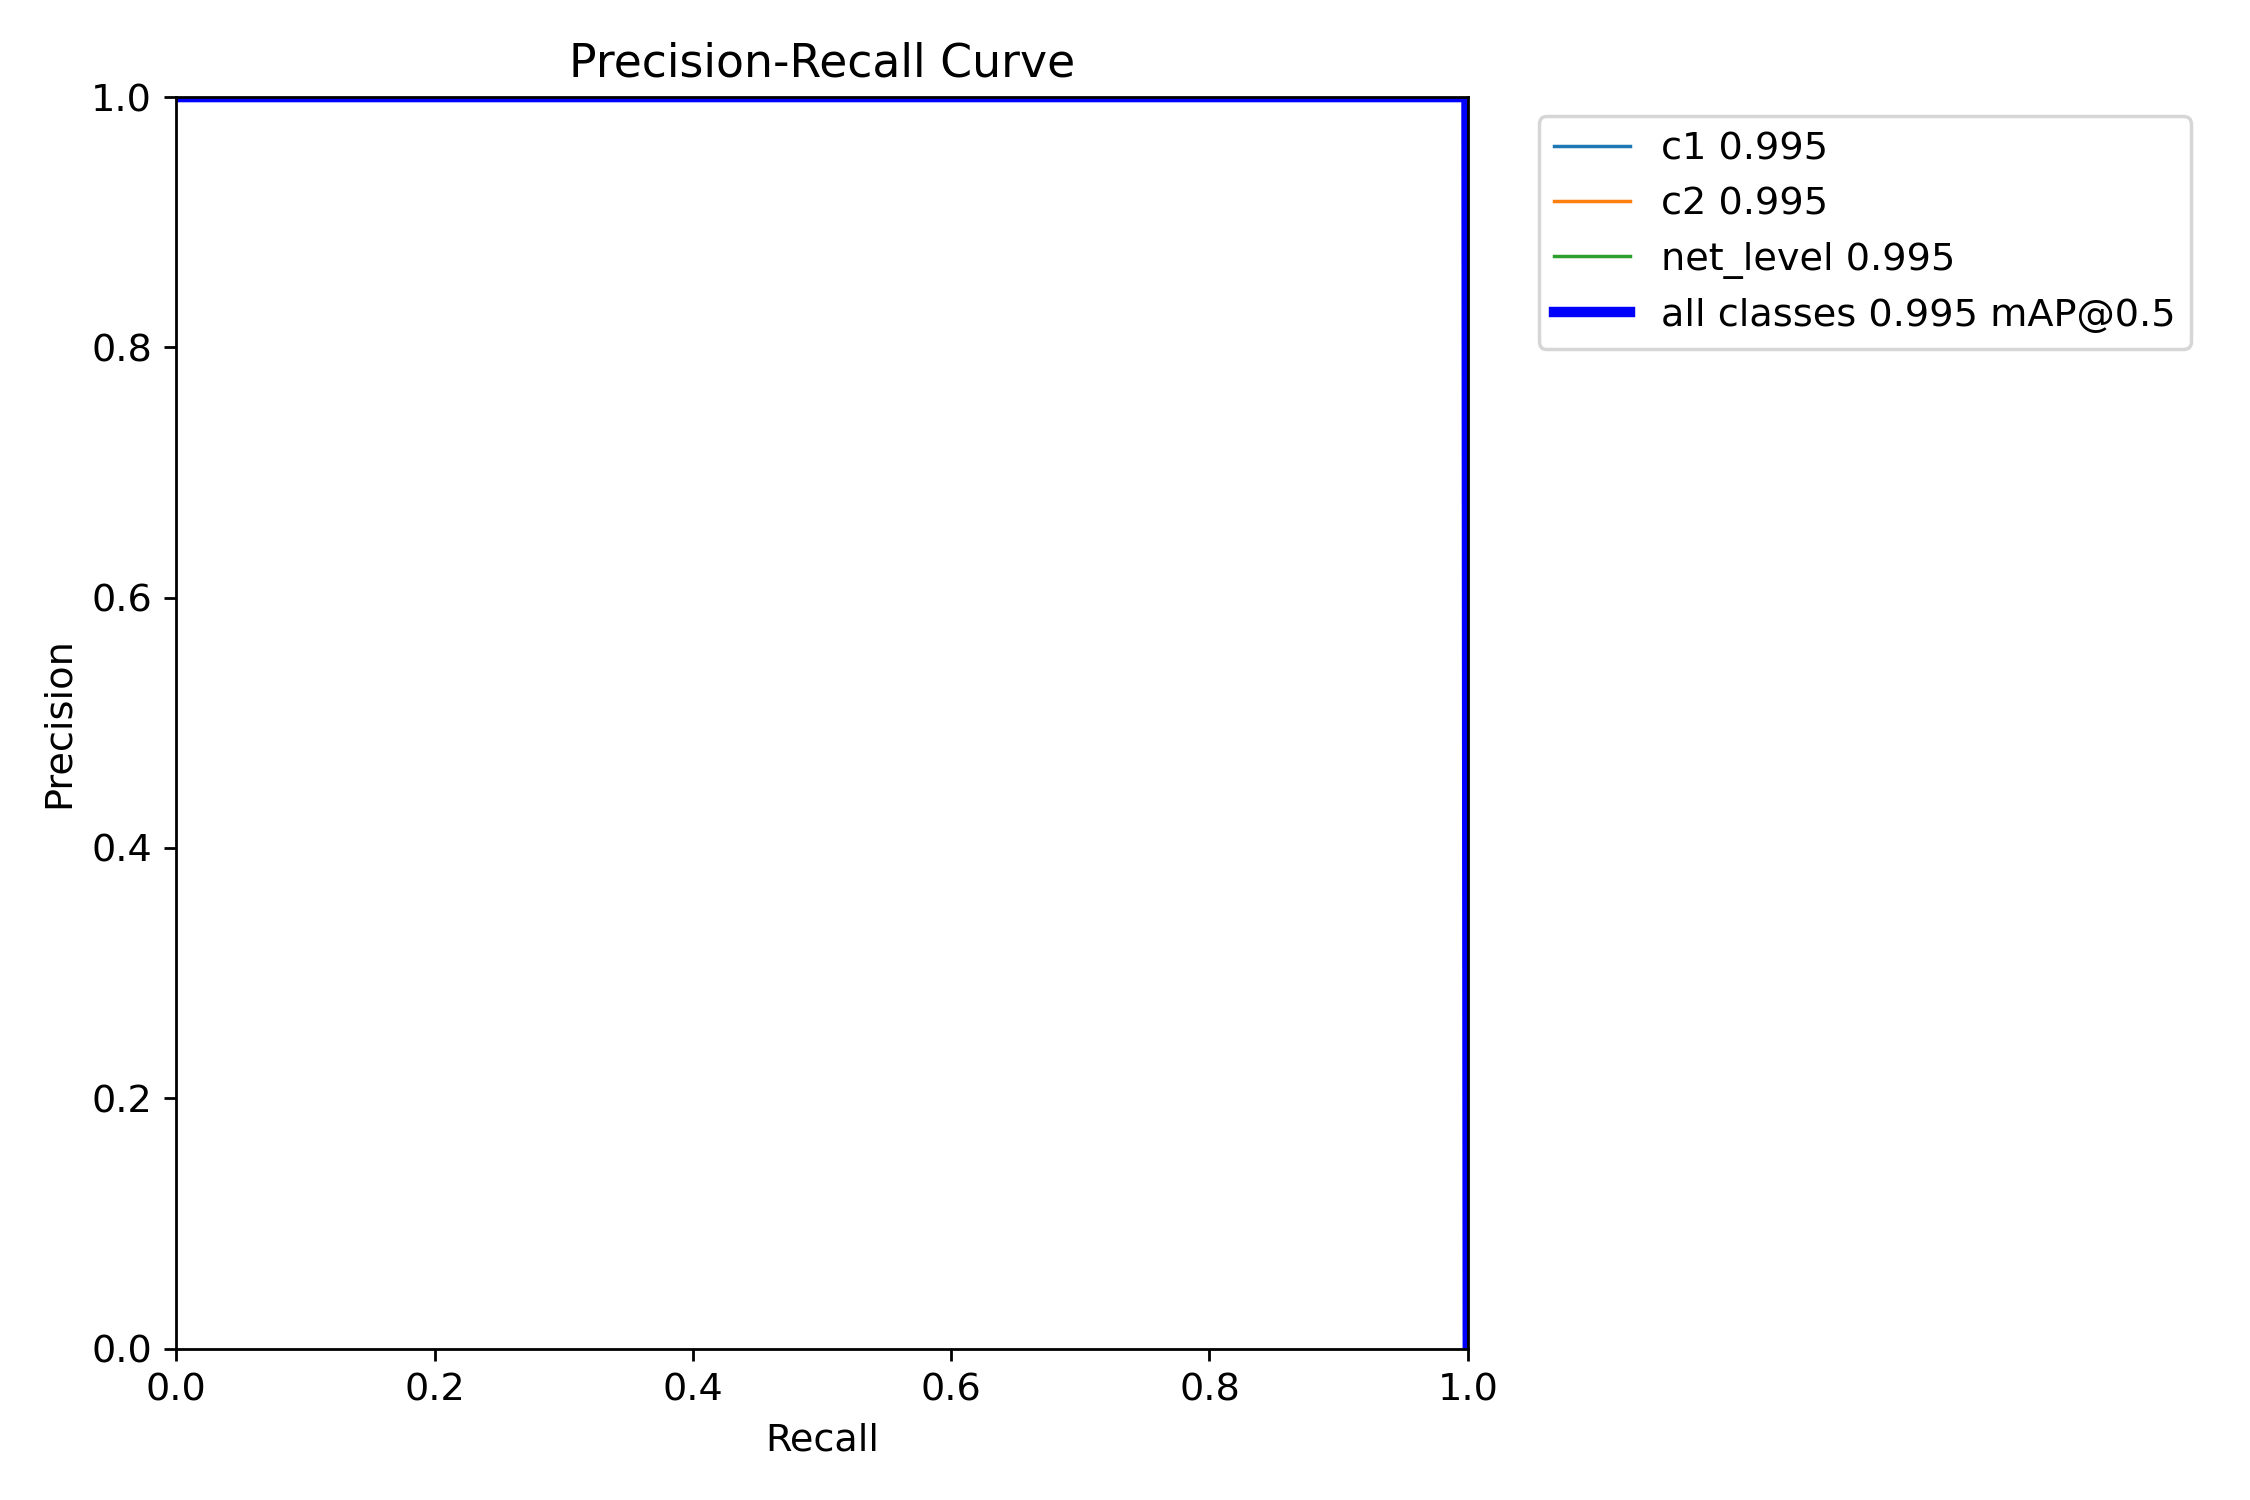 Precision-Recall Curve
1.0
0.8
0.6
0.4
0.2
0.0
Precision
0.0 0.2 0.4 0.6 0.8 1.0
Recall
c1 0.995
c2 0.995
net_level 0.995
all classes 0.995 mAP@0.5